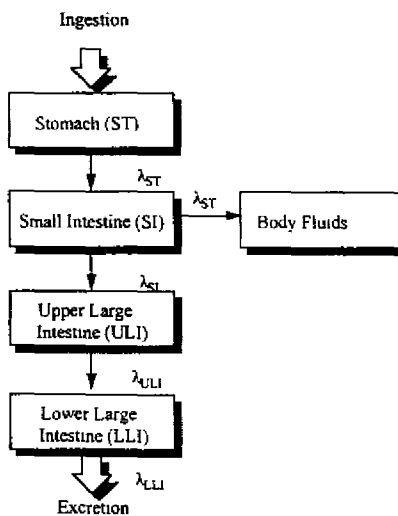 Ingestion
Stomach (ST)
λST
Small Intestine (SI)
λST
Body Fluids
λSI
Upper Large
Intestine (ULI)
λULI
Lower Large
Intestine (LLI)
λLLI
Excretion